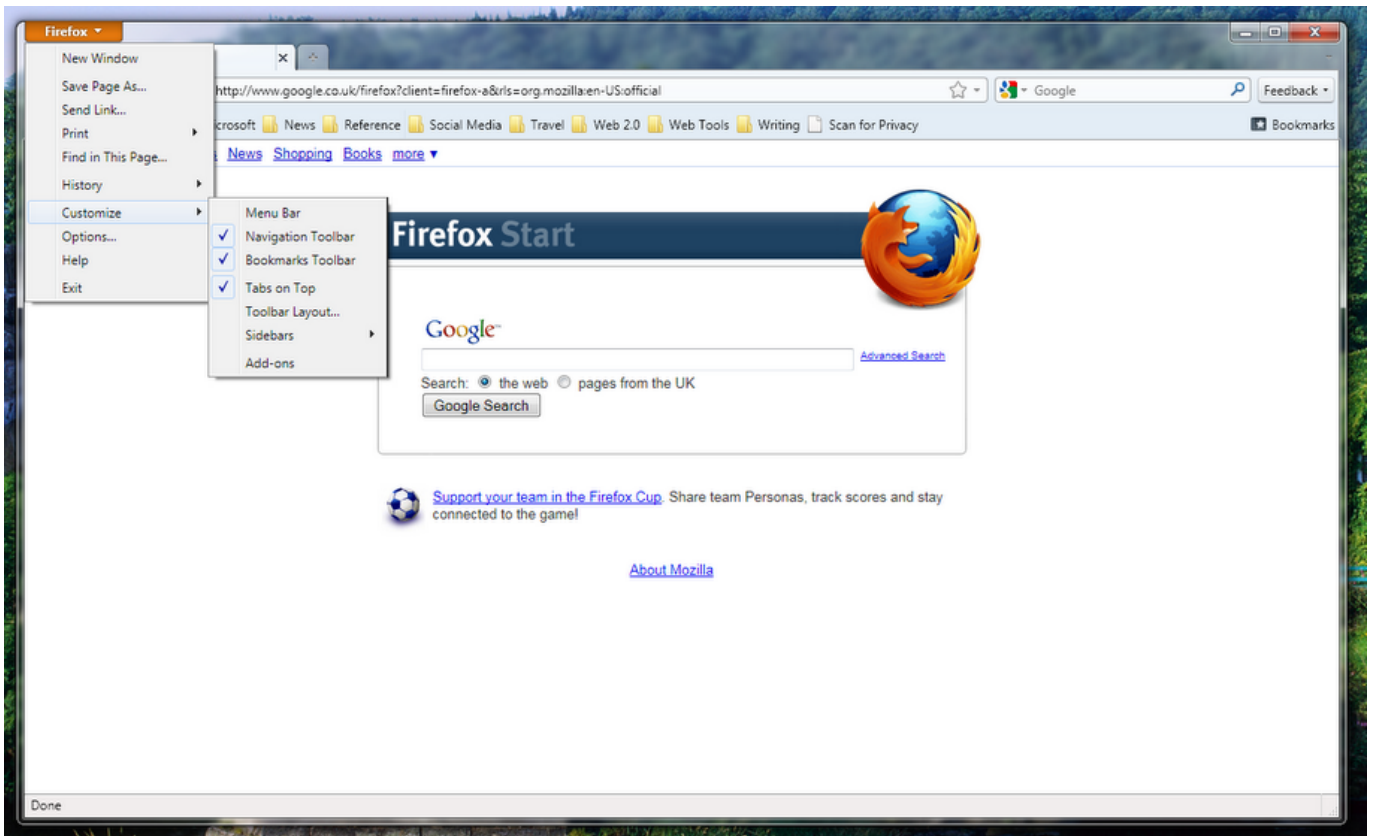 Firefox
New Window
Save Page As...
Send Link...
Print
Find in This Page...
History
Customize
Options...
Help
Exit
Menu Bar
Navigation Toolbar
Bookmarks Toolbar
Tabs on Top
Toolbar Layout...
Sidebars
Add-ons
http://www.google.co.uk/firefox?client=firefox-a&rls=org.mozilla:en-US:official
Google
Feedback
News Reference Social Media Travel Web 2.0 Web Tools Writing Scan for Privacy
Bookmarks
News Shopping Books more
Firefox Start
Google
Advanced Search
Search: the web pages from the UK
Google Search
Support your team in the Firefox Cup. Share team Personas, track scores and stay
connected to the game!
About Mozilla
Done